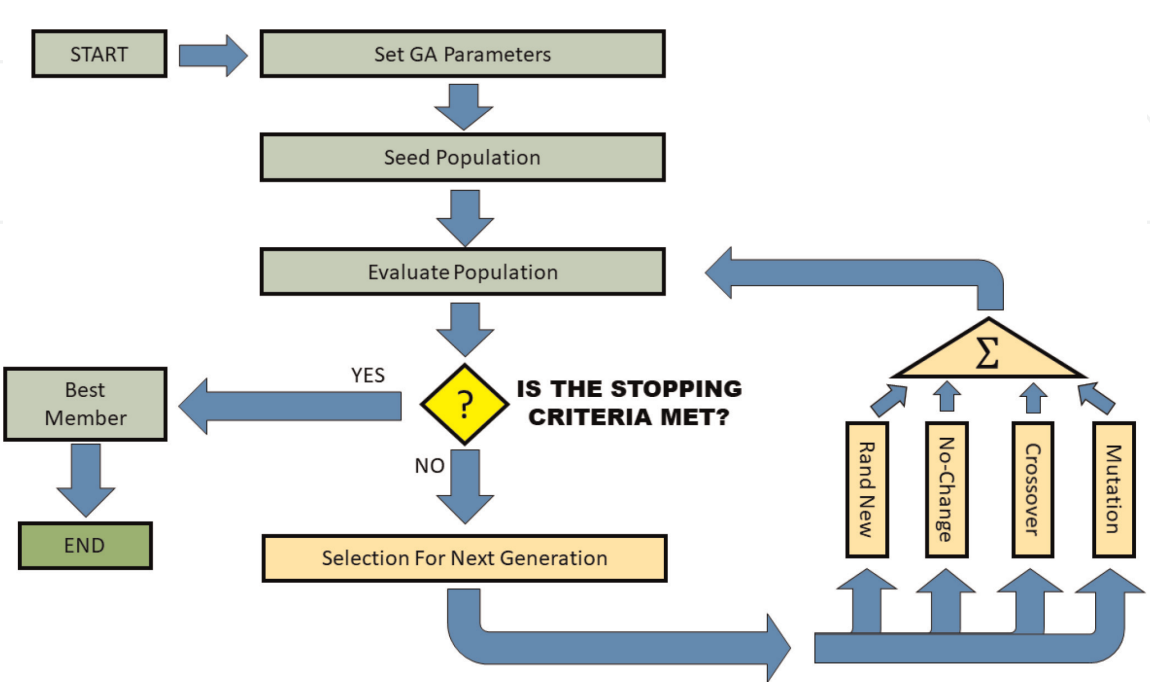 START
Set GA Parameters
Seed Population
Evaluate Population
YES
?
IS THE STOPPING
CRITERIA MET?
Best
Member
NO
END
Selection For Next Generation
Σ
Rand New
No-Change
Crossover
Mutation